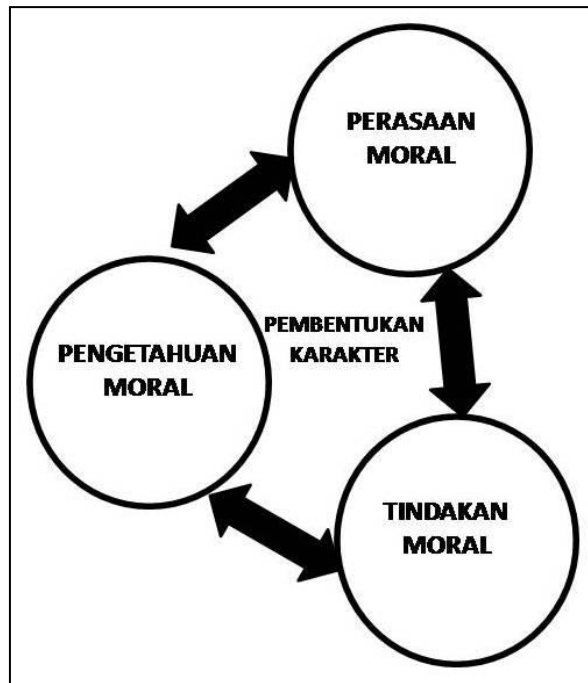 PERASAAN
MORAL
PEMBENTUKAN
KARAKTER
PENGETAHUAN
MORAL
TINDAKAN
MORAL